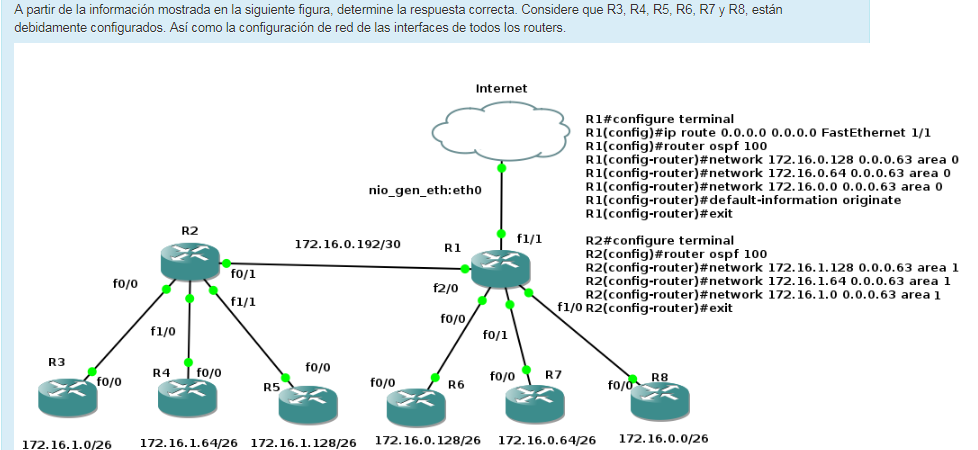 A partir de la información mostrada en la siguiente figura, determine la respuesta correcta. Considere que R3, R4, R5, R6, R7 y R8, están
debidamente configurados. Así como la configuración de red de las interfaces de todos los routers.
Internet
nio_gen_eth:eth0
R1#configure terminal
R1(config)#ip route 0.0.0.0 0.0.0.0 FastEthernet 1/1
R1(config)#router ospf 100
R1(config-router)#network 172.16.0.128 0.0.0.63 area 0
R1(config-router)#network 172.16.0.64 0.0.0.63 area 0
R1(config-router)#network 172.16.0.0 0.0.0.63 area 0
R1(config-router)#default-information originate
R1(config-router)#exit
R2#configure terminal
R2(config)#router ospf 100
R2(config-router)#network 172.16.1.128 0.0.0.63 area 1
R2(config-router)#network 172.16.1.64 0.0.0.63 area 1
R2(config-router)#network 172.16.1.0 0.0.0.63 area 1
R2(config-router)#exit
R2
172.16.0.192/30
R1
f1/1
f0/0
f0/1
f2/0
f1/1
f1/0
f0/0
f0/1
f1/0
R3
f0/0
R4
f0/0
R5
f0/0
f0/0
R6
f0/0
R7
f0/0
R8
172.16.1.0/26
172.16.1.64/26
172.16.1.128/26
172.16.0.128/26
172.16.0.64/26
172.16.0.0/26